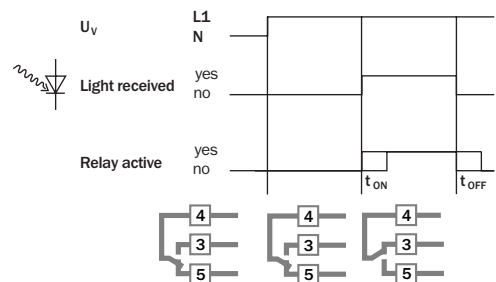 U_V L1
N
Light received yes
no
Relay active yes
no
t_ON t_OFF
4 4 4
3 3 3
5 5 5